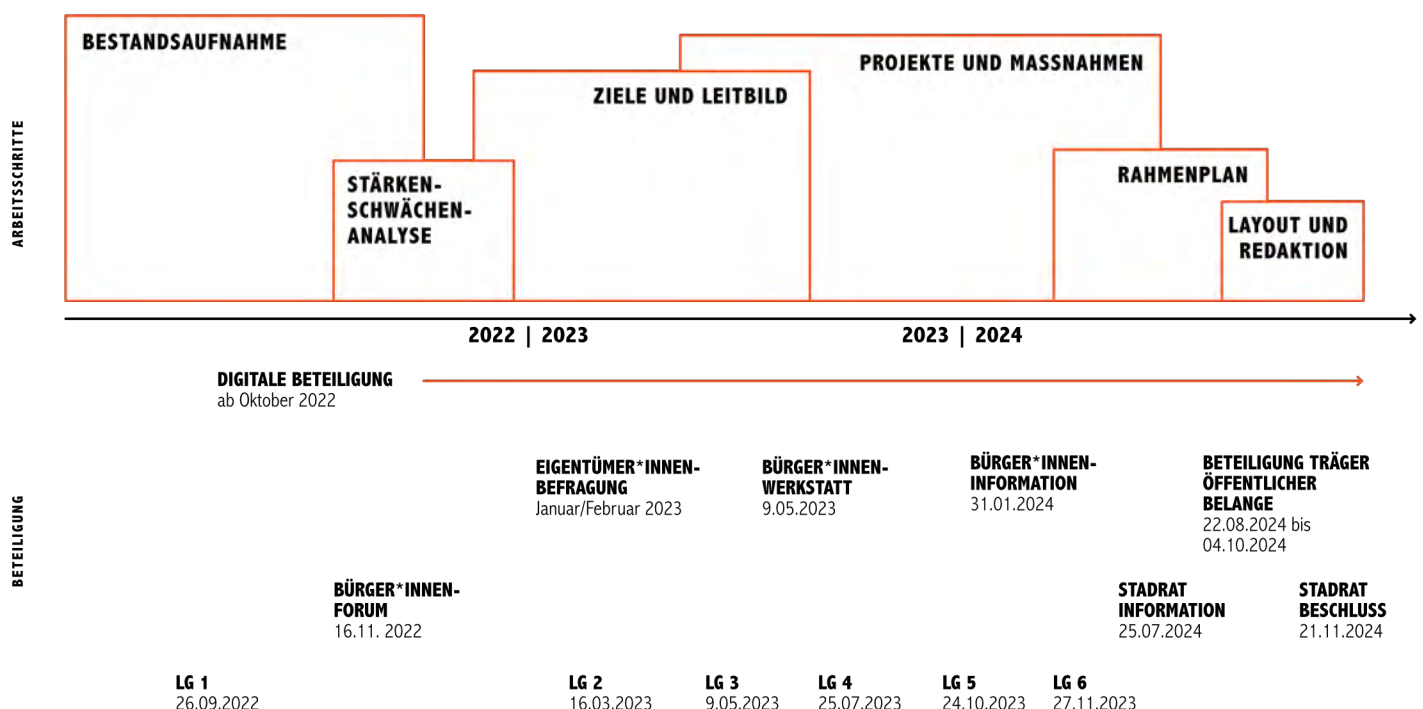 ARBEITSSCHRITTE
BESTANDSAUFNAHME
STÄRKEN-
SCHWÄCHEN-
ANALYSE
ZIELE UND LEITBILD
PROJEKTE UND MASSNAHMEN
RAHMENPLAN
LAYOUT UND
REDAKTION
2022 | 2023
2023 | 2024
BETEILIGUNG
DIGITALE BETEILIGUNG
ab Oktober 2022
EIGENTÜMER*INNEN-
BEFRAGUNG
Januar/Februar 2023
BÜRGER*INNEN-
WERKSTATT
9.05.2023
BÜRGER*INNEN-
INFORMATION
31.01.2024
BETEILIGUNG TRÄGER
ÖFFENTLICHER
BELANGE
22.08.2024 bis
04.10.2024
BÜRGER*INNEN-
FORUM
16.11. 2022
STADRAT
INFORMATION
25.07.2024
STADRAT
BESCHLUSS
21.11.2024
LG 1
26.09.2022
LG 2
16.03.2023
LG 3
9.05.2023
LG 4
25.07.2023
LG 5
24.10.2023
LG 6
27.11.2023